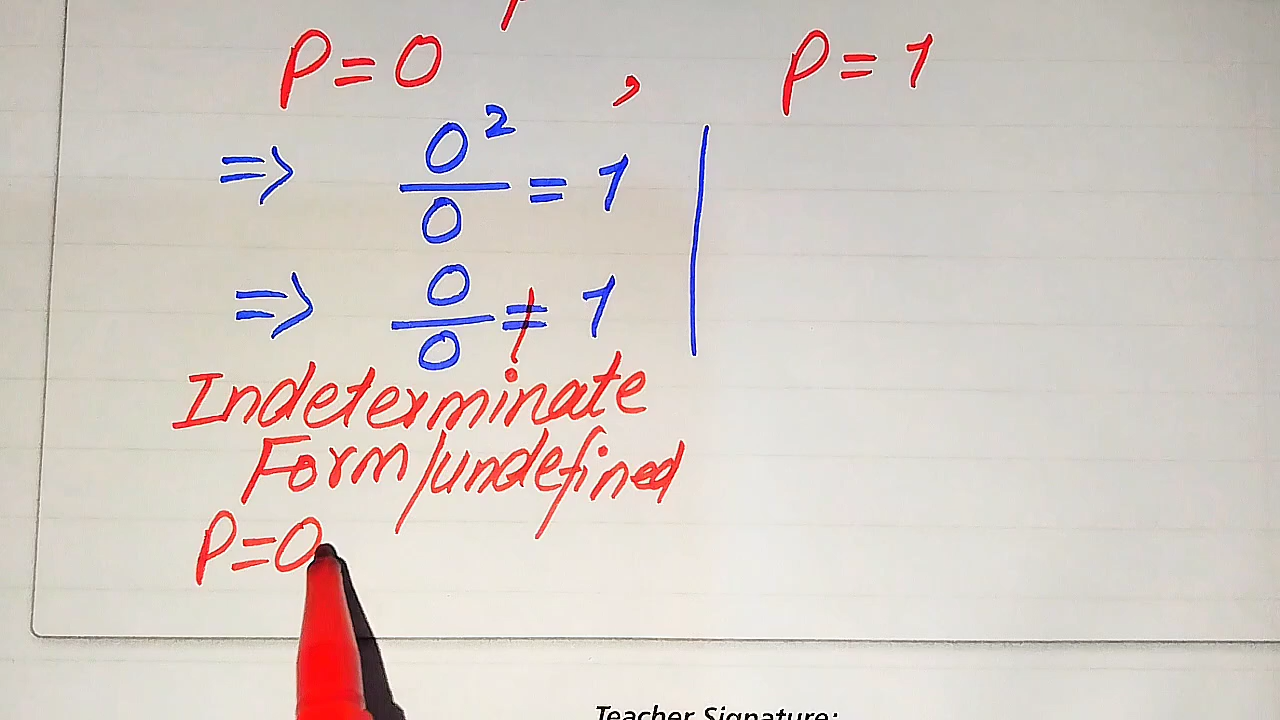 P = 0 , P = 1
=> 0²/0 = 1
=> 0/0 ≠ 1
Indeterminate
Form/undefined
P=0
Teacher Signature: